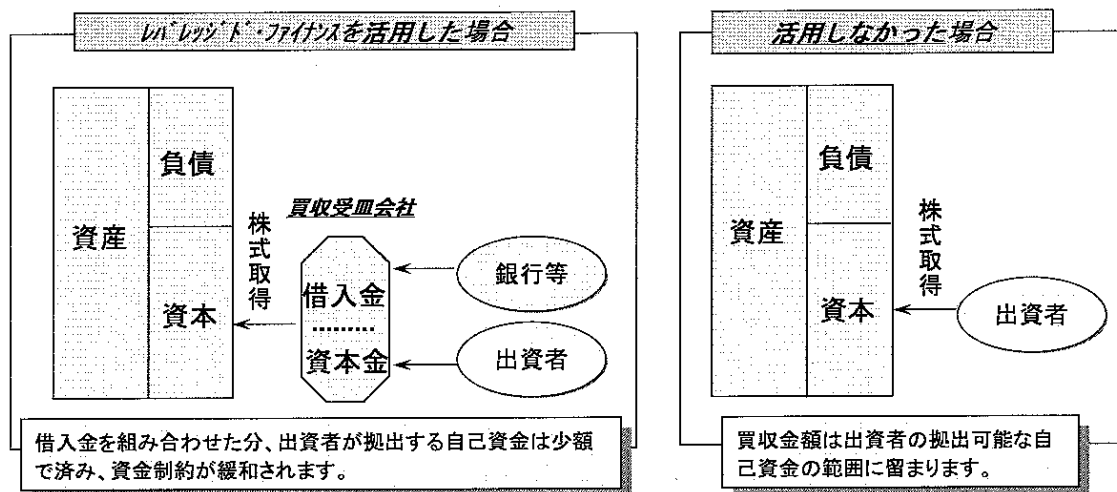 ﾚﾊﾞﾚｯｼﾞﾄﾞ・ﾌｧｲﾅﾝｽを活用した場合
資産
負債
資本
株式取得
買収受皿会社
借入金
資本金
銀行等
出資者
借入金を組み合わせた分、出資者が拠出する自己資金は少額
で済み、資金制約が緩和されます。
活用しなかった場合
資産
負債
資本
株式取得
出資者
買収金額は出資者の拠出可能な自
己資金の範囲に留まります。